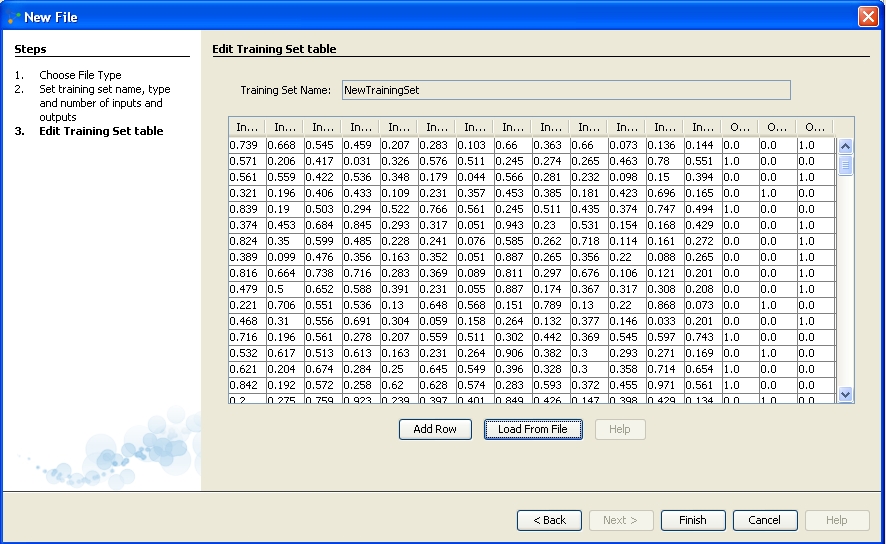 New File
Steps
1. Choose File Type
2. Set training set name, type
and number of inputs and
outputs
3. Edit Training Set table
Edit Training Set table
Training Set Name: NewTrainingSet
In... In... In... In... In... In... In... In... In... In... In... In... In... O... O... O...
0.739 0.668 0.545 0.459 0.207 0.283 0.103 0.66 0.363 0.66 0.073 0.136 0.144 0.0 0.0 1.0
0.571 0.206 0.417 0.031 0.326 0.576 0.511 0.245 0.274 0.265 0.463 0.78 0.551 1.0 0.0 0.0
0.561 0.559 0.422 0.536 0.348 0.179 0.044 0.566 0.281 0.232 0.098 0.15 0.394 0.0 0.0 1.0
0.321 0.196 0.406 0.433 0.109 0.231 0.357 0.453 0.385 0.181 0.423 0.696 0.165 0.0 1.0 0.0
0.839 0.19 0.503 0.294 0.522 0.766 0.561 0.245 0.511 0.435 0.374 0.747 0.494 1.0 0.0 0.0
0.374 0.453 0.684 0.845 0.293 0.317 0.051 0.943 0.23 0.531 0.154 0.168 0.429 0.0 0.0 1.0
0.824 0.35 0.599 0.485 0.228 0.241 0.076 0.585 0.262 0.718 0.114 0.161 0.272 0.0 0.0 1.0
0.389 0.099 0.476 0.356 0.163 0.352 0.051 0.887 0.265 0.356 0.22 0.088 0.265 0.0 0.0 1.0
0.816 0.664 0.738 0.716 0.283 0.369 0.089 0.811 0.297 0.676 0.106 0.121 0.201 0.0 0.0 1.0
0.479 0.5 0.652 0.588 0.391 0.231 0.055 0.887 0.174 0.367 0.317 0.308 0.208 0.0 0.0 1.0
0.221 0.706 0.551 0.536 0.13 0.648 0.568 0.151 0.789 0.13 0.22 0.868 0.073 0.0 1.0 0.0
0.468 0.31 0.556 0.691 0.304 0.059 0.158 0.264 0.132 0.377 0.146 0.033 0.201 0.0 0.0 1.0
0.716 0.196 0.561 0.278 0.207 0.559 0.511 0.302 0.442 0.369 0.545 0.597 0.743 1.0 0.0 0.0
0.532 0.617 0.513 0.613 0.163 0.231 0.264 0.906 0.382 0.3 0.293 0.271 0.169 0.0 1.0 0.0
0.621 0.204 0.674 0.284 0.25 0.645 0.549 0.396 0.328 0.3 0.358 0.714 0.654 1.0 0.0 0.0
0.842 0.192 0.572 0.258 0.62 0.628 0.574 0.283 0.593 0.372 0.455 0.971 0.561 1.0 0.0 0.0
0.2 0.275 0.759 0.923 0.239 0.397 0.401 0.849 0.426 0.147 0.398 0.429 0.134 0.0 1.0 0.0
Add Row Load From File Help
< Back Next > Finish Cancel Help